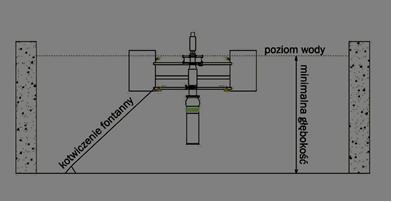 poziom wody
minimalna głębokość
kotwiczenie fontanny